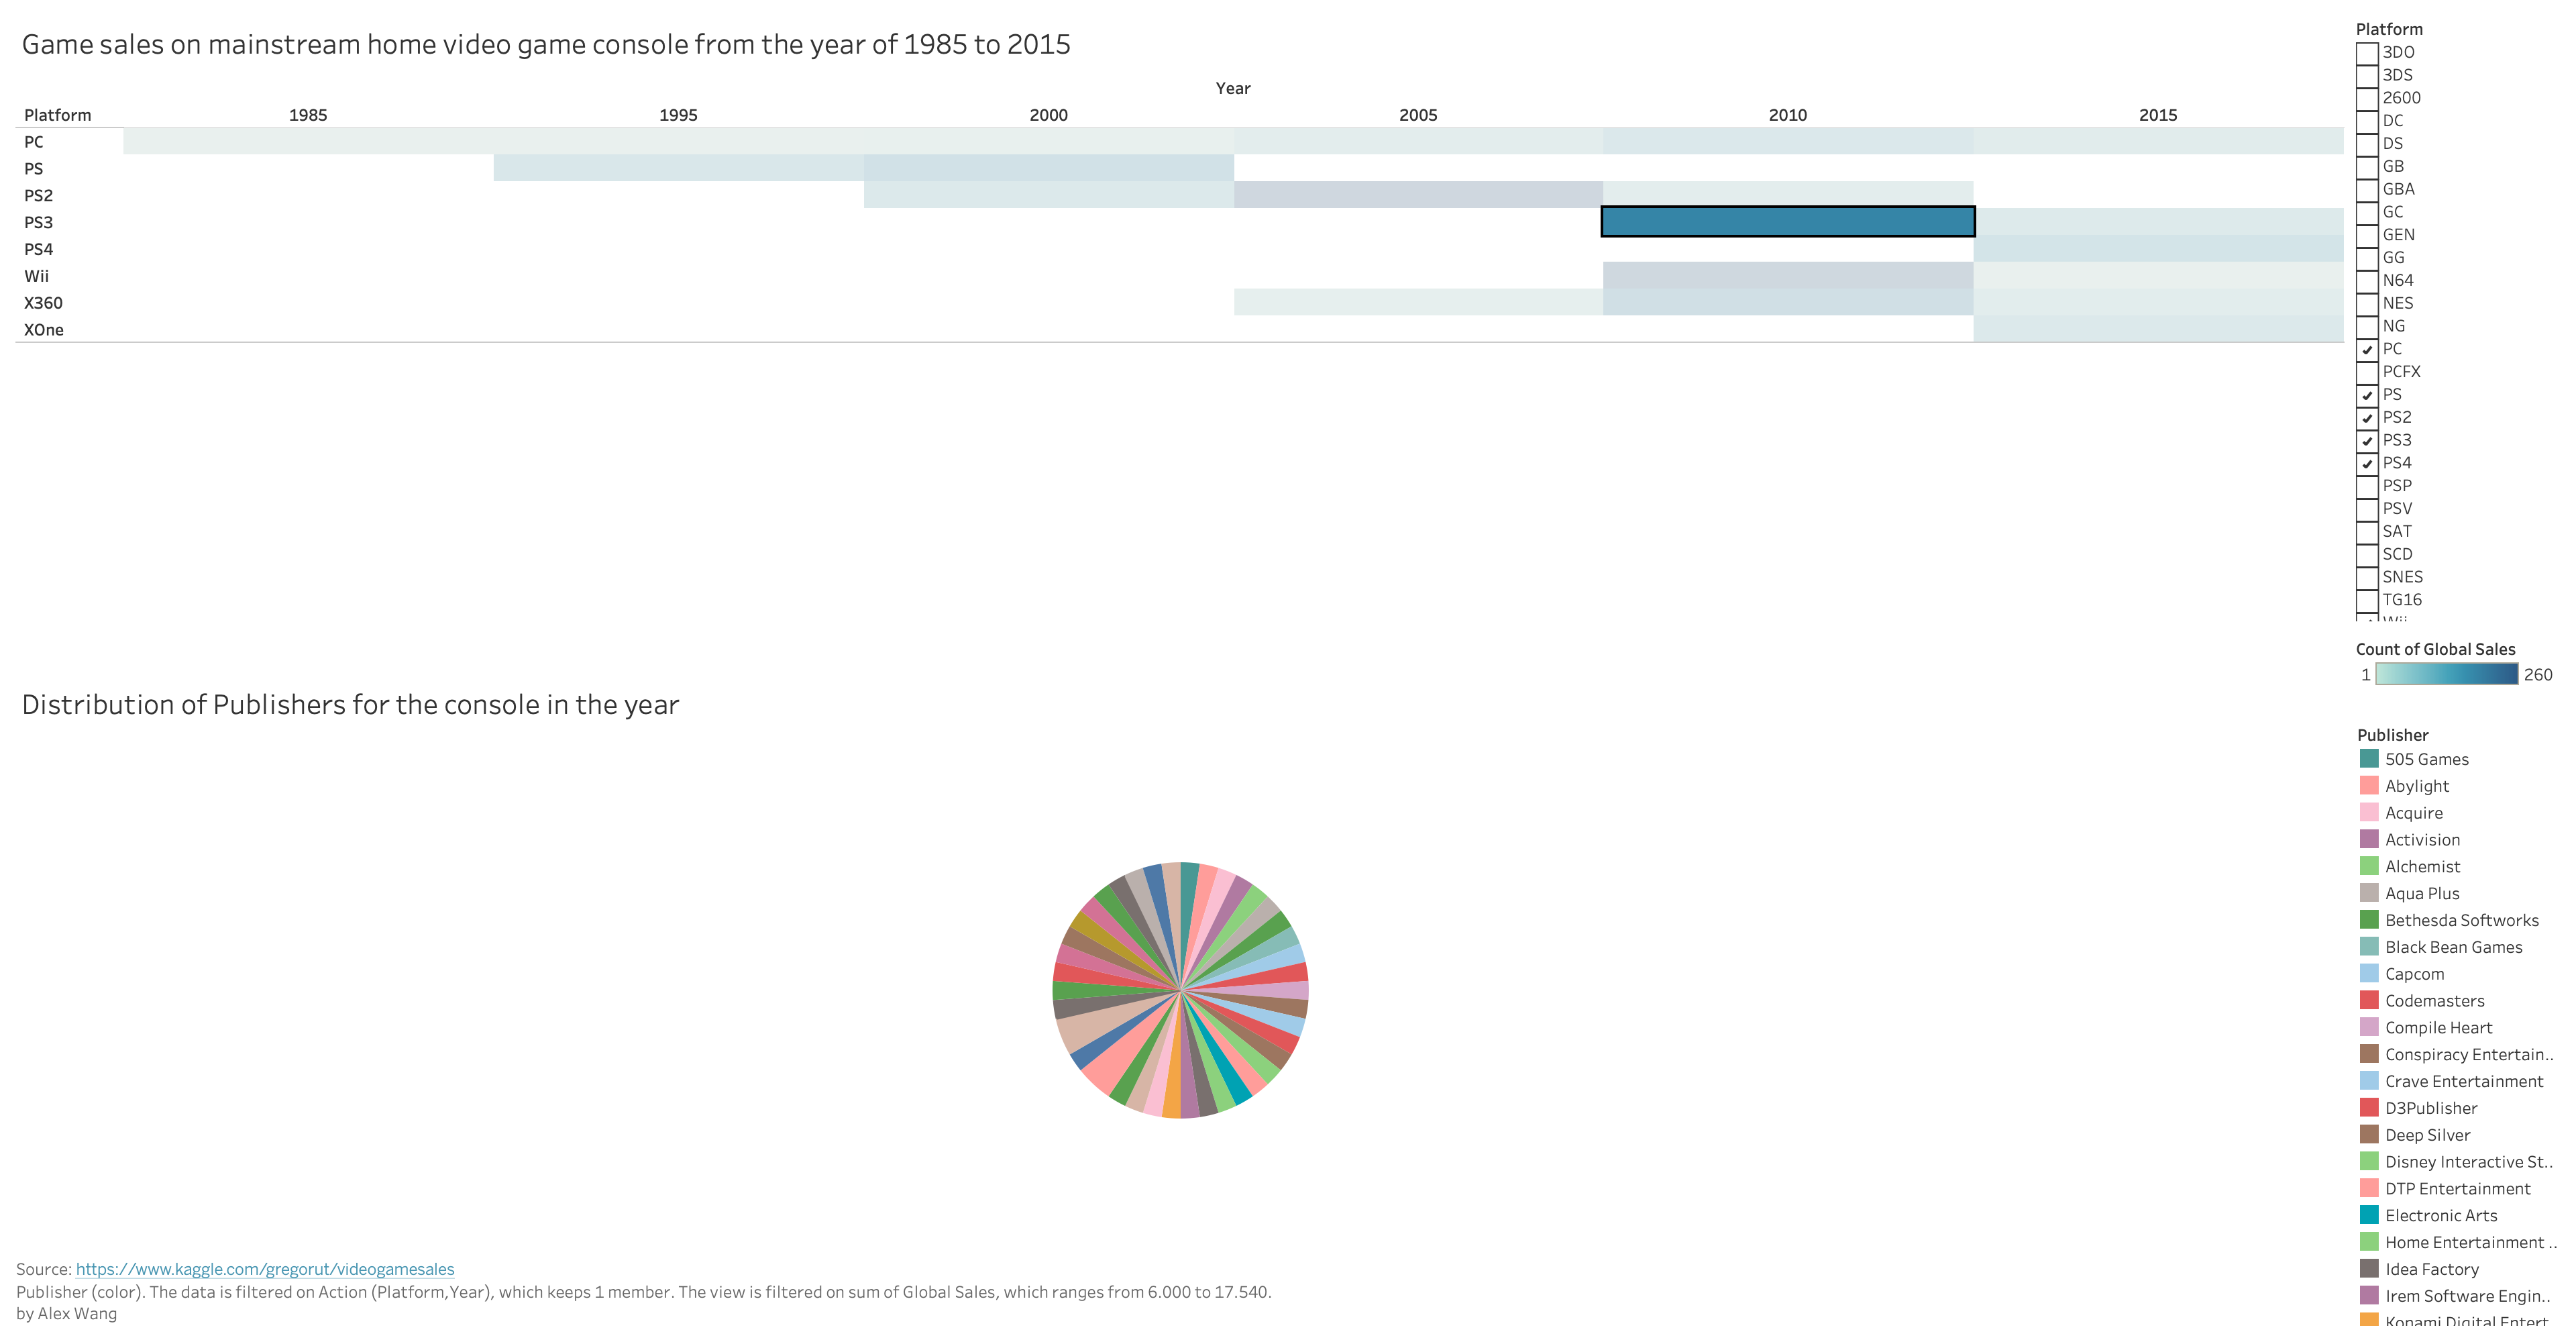 Game sales on mainstream home video game console from the year of 1985 to 2015
Year
Platform 1985 1995 2000 2005 2010 2015
PC
PS
PS2
PS3
PS4
Wii
X360
XOne
Platform
3DO
3DS
2600
DC
DS
GB
GBA
GC
GEN
GG
N64
NES
NG
PC
PCFX
PS
PS2
PS3
PS4
PSP
PSV
SAT
SCD
SNES
TG16
Wii
Count of Global Sales
1 260
Distribution of Publishers for the console in the year
Publisher
505 Games
Abylight
Acquire
Activision
Alchemist
Aqua Plus
Bethesda Softworks
Black Bean Games
Capcom
Codemasters
Compile Heart
Conspiracy Entertain..
Crave Entertainment
D3Publisher
Deep Silver
Disney Interactive St..
DTP Entertainment
Electronic Arts
Home Entertainment ..
Idea Factory
Irem Software Engin..
Konami Digital Entert
Source: https://www.kaggle.com/gregorut/videogamesales
Publisher (color). The data is filtered on Action (Platform,Year), which keeps 1 member. The view is filtered on sum of Global Sales, which ranges from 6.000 to 17.540.
by Alex Wang